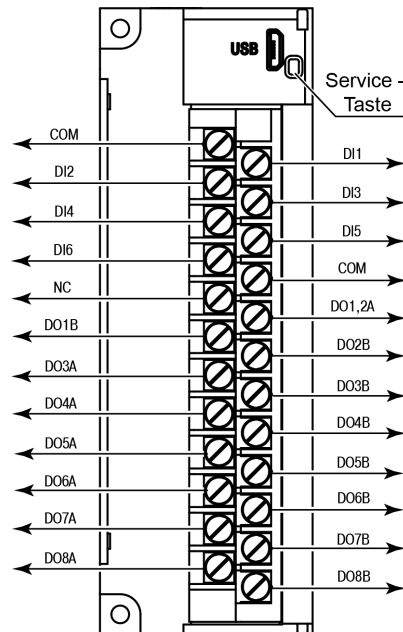 USB
Service -
Taste
COM
DI1
DI2
DI3
DI4
DI5
DI6
COM
NC
DO1,2A
DO1B
DO2B
DO3A
DO3B
DO4A
DO4B
DO5A
DO5B
DO6A
DO6B
DO7A
DO7B
DO8A
DO8B